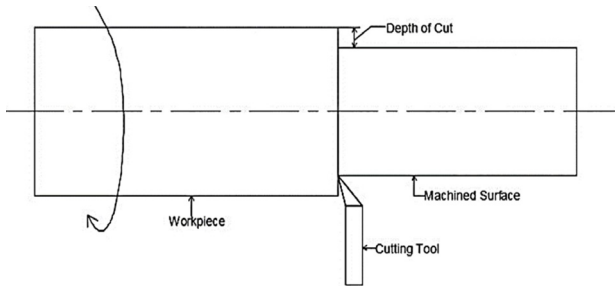 Depth of Cut
Machined Surface
Workpiece
Cutting Tool